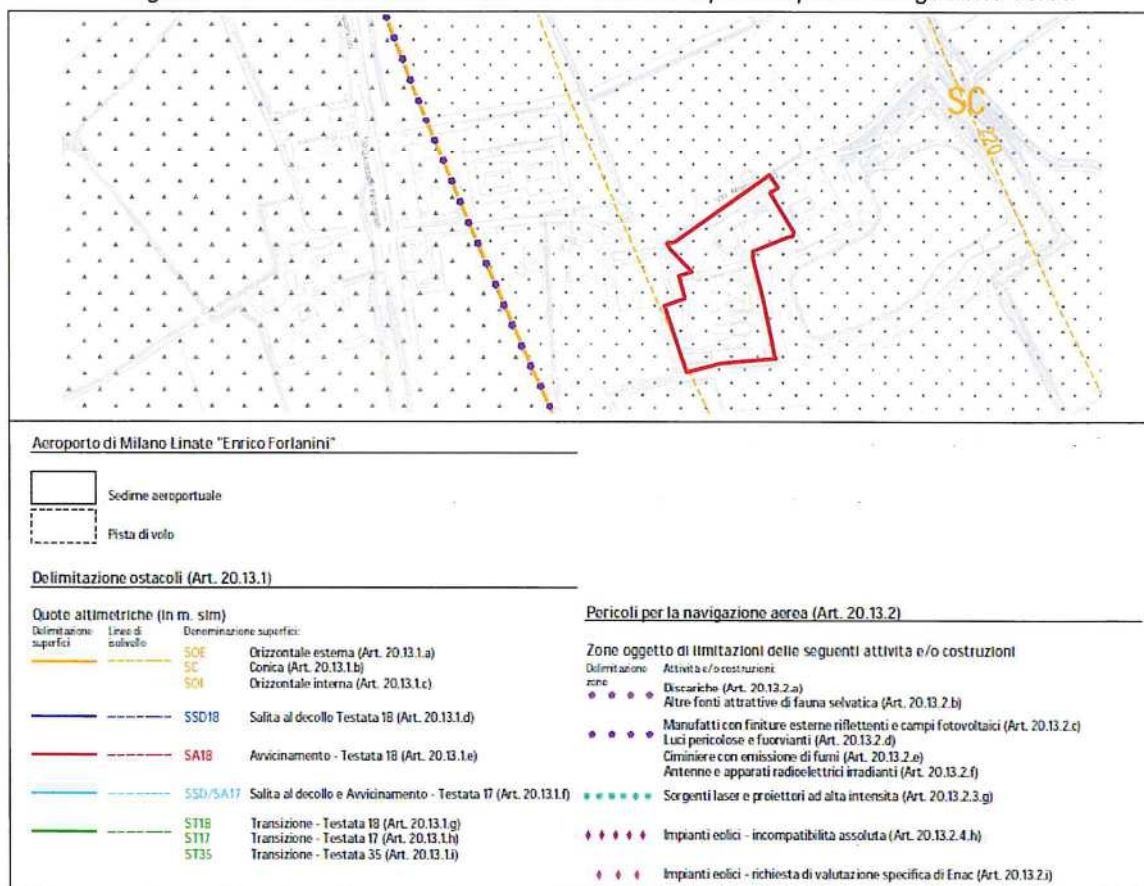 SC
220
Aeroporto di Milano Linate "Enrico Forlanini"
Sedime aeroportuale
Pista di volo
Delimitazione ostacoli (Art. 20.13.1)
Quote altimetriche (in m. slm)
Delimitazione superfici
Linee di isolivello
Denominazione superfici:
SOE Orizzontale esterna (Art. 20.13.1.a)
SC Conica (Art. 20.13.1.b)
SOI Orizzontale interna (Art. 20.13.1.c)
SSD18 Salita al decollo Testata 18 (Art. 20.13.1.d)
SA18 Avvicinamento - Testata 18 (Art. 20.13.1.e)
SSD/SA17 Salita al decollo e Avvicinamento - Testata 17 (Art. 20.13.1.f)
ST18 Transizione - Testata 18 (Art. 20.13.1.g)
ST17 Transizione - Testata 17 (Art. 20.13.1.h)
ST35 Transizione - Testata 35 (Art. 20.13.1.i)
Pericoli per la navigazione aerea (Art. 20.13.2)
Zone oggetto di limitazioni delle seguenti attivita e/o costruzioni
Delimitazione zone
Attivita e/o costruzioni:
Discariche (Art. 20.13.2.a)
Altre fonti attrattive di fauna selvatica (Art. 20.13.2.b)
Manufatti con finiture esterne riflettenti e campi fotovoltaici (Art. 20.13.2.c)
Luci pericolose e fuorvianti (Art. 20.13.2.d)
Ciminiere con emissione di fumi (Art. 20.13.2.e)
Antenne e apparati radioelettrici irradianti (Art. 20.13.2.f)
Sorgenti laser e proiettori ad alta intensita (Art. 20.13.2.3.g)
Impianti eolici - incompatibilita assoluta (Art. 20.13.2.4.h)
Impianti eolici - richiesta di valutazione specifica di Enac (Art. 20.13.2.i)